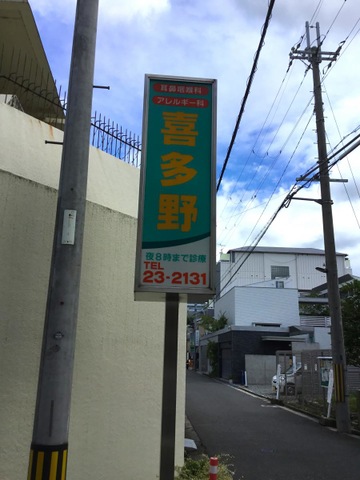 耳鼻咽喉科
アレルギー科
喜多野
夜8時まで診療
TEL
23-2131